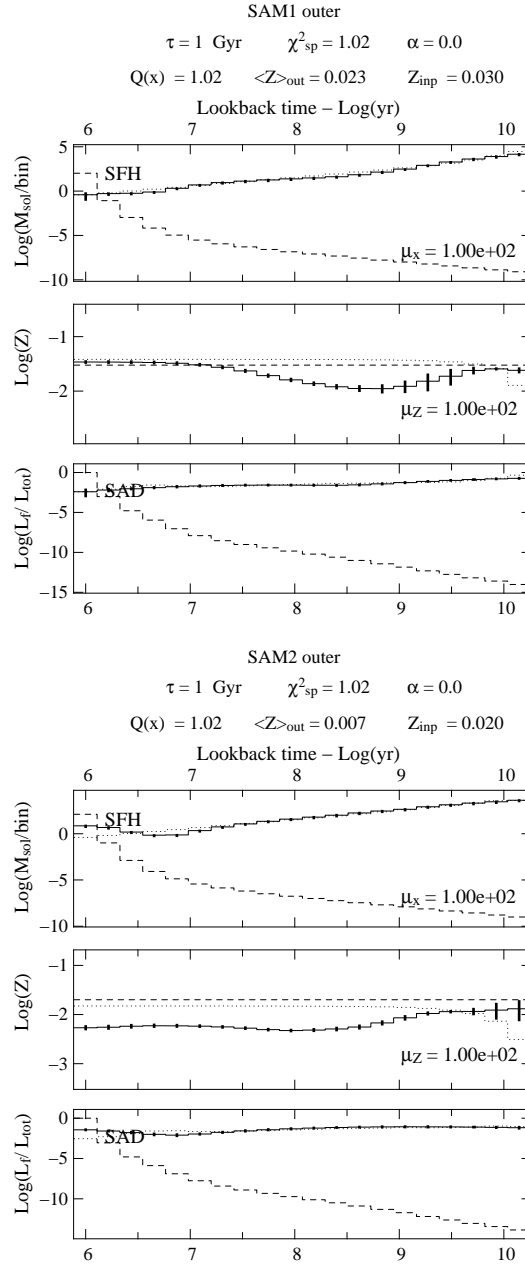 SAM1 outer
τ = 1 Gyr χ²sp = 1.02 α = 0.0
Q(x) = 1.02 <Z>out = 0.023 Zinp = 0.030
Lookback time − Log(yr)
6 7 8 9 10
Log(Msol/bin)
5
0
−5
−10
SFH
μx = 1.00e+02
Log(Z)
−1
−2
μZ = 1.00e+02
Log(Lf/ Ltot)
0
−5
−10
−15
SAD
6 7 8 9 10
SAM2 outer
τ = 1 Gyr χ²sp = 1.02 α = 0.0
Q(x) = 1.02 <Z>out = 0.007 Zinp = 0.020
Lookback time − Log(yr)
6 7 8 9 10
Log(Msol/bin)
0
−5
−10
SFH
μx = 1.00e+02
Log(Z)
−1
−2
−3
μZ = 1.00e+02
Log(Lf/ Ltot)
0
−5
−10
SAD
6 7 8 9 10